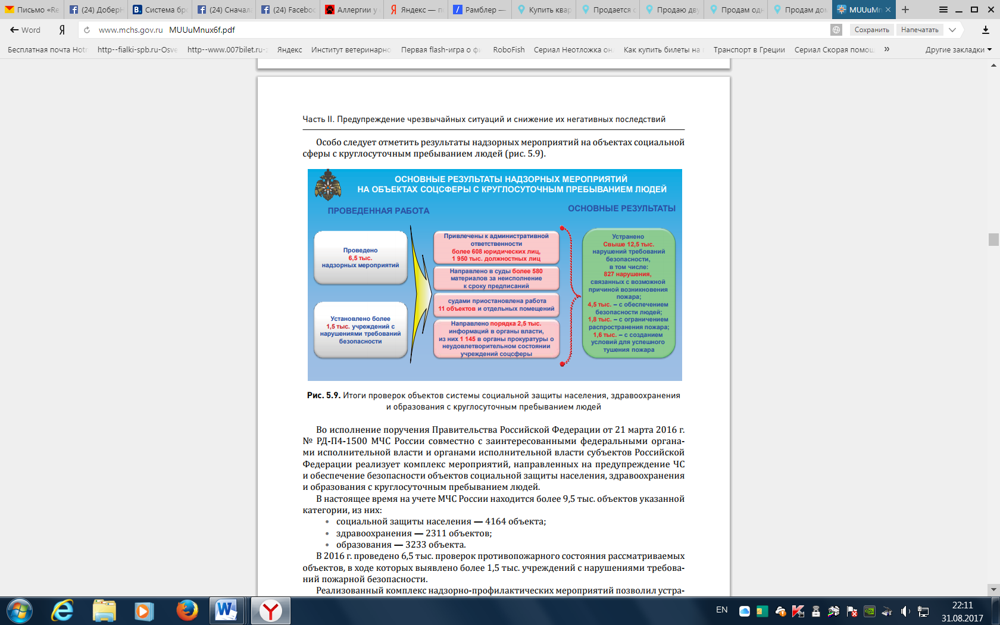 Письмо «Re
(24) ДоберН
Система бро
(24) Сначала
(24) Faceboo
Аллергии у
Яндекс — по
Рамблер —
Купить квар
Продается с
Продаю дву
Продам одн
Продам дом
MUUuMn
Word
www.mchs.gov.ru MUUuMnux6f.pdf
Сохранить
Напечатать
Бесплатная почта Hotm
http--fialki-spb.ru-Osve
http--www.007bilet.ru-z
Яндекс
Институт ветеринарно
Первая flash-игра о фи
RoboFish
Сериал Неотложка он
Как купить билеты на
Транспорт в Греции
Сериал Скорая помощ
»
Другие закладки
Часть II. Предупреждение чрезвычайных ситуаций и снижение их негативных последствий
Особо следует отметить результаты надзорных мероприятий на объектах социальной
сферы с круглосуточным пребыванием людей (рис. 5.9).
ОСНОВНЫЕ РЕЗУЛЬТАТЫ НАДЗОРНЫХ МЕРОПРИЯТИЙ
НА ОБЪЕКТАХ СОЦСФЕРЫ С КРУГЛОСУТОЧНЫМ ПРЕБЫВАНИЕМ ЛЮДЕЙ
ПРОВЕДЕННАЯ РАБОТА
ОСНОВНЫЕ РЕЗУЛЬТАТЫ
Проведено
6,5 тыс.
надзорных мероприятий
Установлено более
1,5 тыс. учреждений с
нарушениями требований
безопасности
Привлечены к административной
ответственности
более 608 юридических лиц,
1 950 тыс. должностных лиц
Направлено в суды более 580
материалов за неисполнение
к сроку предписаний
судами приостановлена работа
11 объектов и отдельных помещений
Направлено порядка 2,5 тыс.
информаций в органы власти,
из них 1 145 в органы прокуратуры о
неудовлетворительном состоянии
учреждений соцсферы
Устранено
Свыше 12,5 тыс.
нарушений требований
безопасности,
в том числе:
827 нарушения,
связанных с возможной
причиной возникновения
пожара;
4,5 тыс. – с обеспечением
безопасности людей;
1,8 тыс. – с ограничением
распространения пожара;
1,6 тыс. – с созданием
условий для успешного
тушения пожара
Рис. 5.9. Итоги проверок объектов системы социальной защиты населения, здравоохранения
и образования с круглосуточным пребыванием людей
Во исполнение поручения Правительства Российской Федерации от 21 марта 2016 г.
№ РД-П4-1500 МЧС России совместно с заинтересованными федеральными органа-
ми исполнительной власти и органами исполнительной власти субъектов Российской
Федерации реализует комплекс мероприятий, направленных на предупреждение ЧС
и обеспечение безопасности объектов социальной защиты населения, здравоохранения
и образования с круглосуточным пребыванием людей.
В настоящее время на учете МЧС России находится более 9,5 тыс. объектов указанной
категории, из них:
• социальной защиты населения — 4164 объекта;
• здравоохранения — 2311 объектов;
• образования — 3233 объекта.
В 2016 г. проведено 6,5 тыс. проверок противопожарного состояния рассматриваемых
объектов, в ходе которых выявлено более 1,5 тыс. учреждений с нарушениями требова-
ний пожарной безопасности.
Реализованный комплекс надзорно-профилактических мероприятий позволил устра-
EN
22:11
31.08.2017